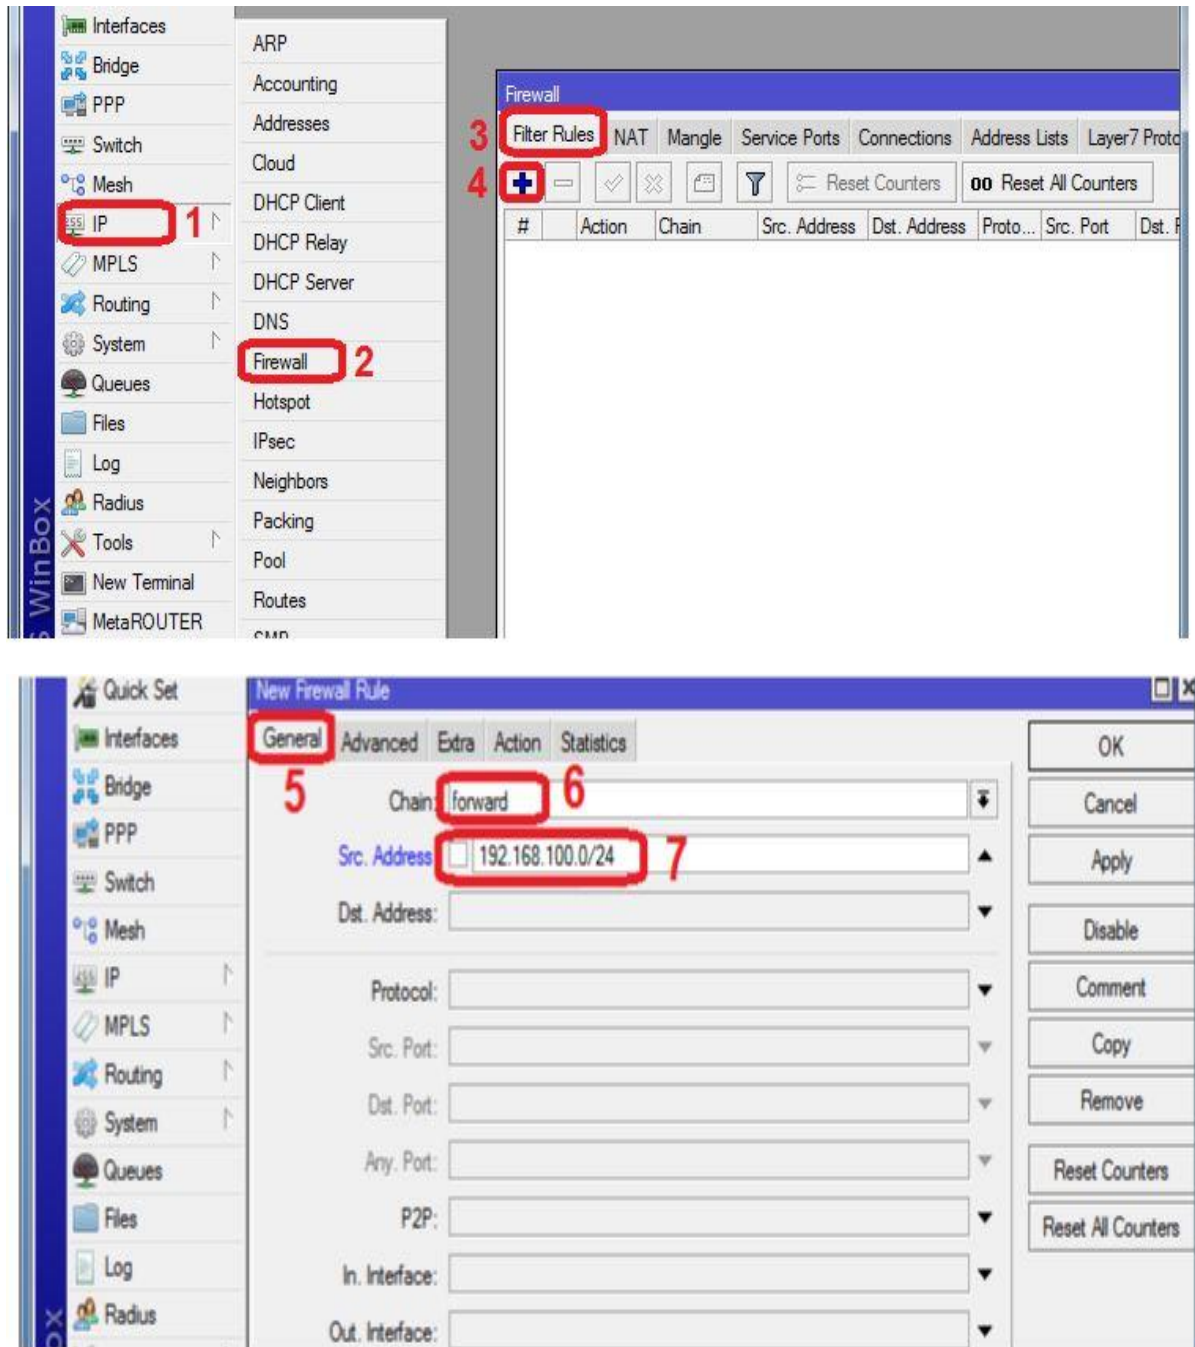 Interfaces
Bridge
PPP
Switch
Mesh
IP
1
MPLS
Routing
System
Queues
Files
Log
Radius
Tools
New Terminal
MetaROUTER
WinBox
ARP
Accounting
Addresses
Cloud
DHCP Client
DHCP Relay
DHCP Server
DNS
Firewall
2
Hotspot
IPsec
Neighbors
Packing
Pool
Routes
Firewall
3 Filter Rules NAT Mangle Service Ports Connections Address Lists Layer7 Proto
4 Reset Counters 00 Reset All Counters
# Action Chain Src. Address Dst. Address Proto... Src. Port Dst.
Quick Set
Interfaces
Bridge
PPP
Switch
Mesh
IP
MPLS
Routing
System
Queues
Files
Log
Radius
New Firewall Rule
General Advanced Extra Action Statistics
5
Chain: forward 6
Src. Address 192.168.100.0/24 7
Dst. Address:
Protocol:
Src. Port:
Dst. Port:
Any. Port:
P2P:
In. Interface:
Out. Interface:
OK
Cancel
Apply
Disable
Comment
Copy
Remove
Reset Counters
Reset All Counters